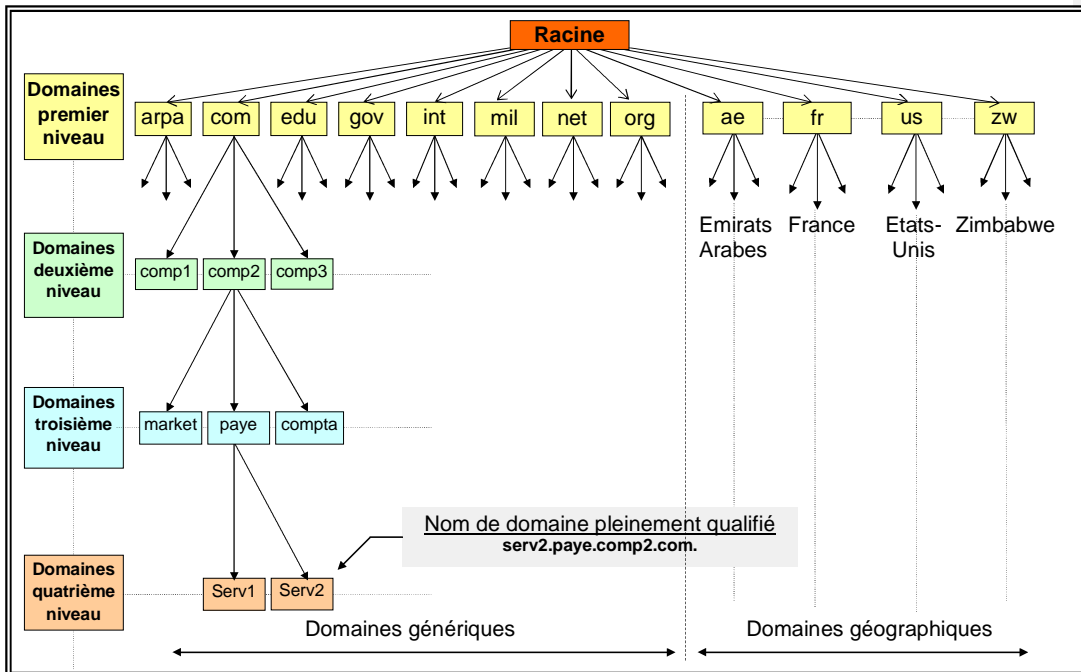 Racine
Domaines
premier
niveau
arpa com edu gov int mil net org ae fr us zw
Emirats
Arabes
France
Etats-
Unis
Zimbabwe
Domaines
deuxième
niveau
comp1 comp2 comp3
Domaines
troisième
niveau
market paye compta
Nom de domaine pleinement qualifié
serv2.paye.comp2.com.
Domaines
quatrième
niveau
Serv1 Serv2
Domaines génériques
Domaines géographiques